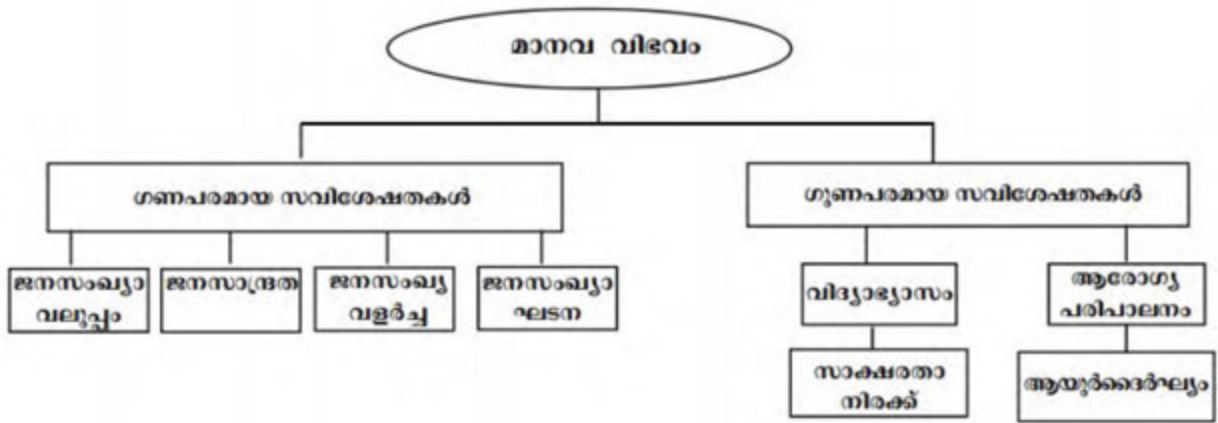 മാനവ വിഭവം
ഗണപരമായ സവിശേഷതകൾ
ഗുണപരമായ സവിശേഷതകൾ
ജനസംഖ്യാ
വലുപ്പം
ജനസാന്ദ്രത
ജനസംഖ്യ
വളർച്ച
ജനസംഖ്യാ
ഘടന
വിദ്യാഭ്യാസം
ആരോഗ്യ
പരിപാലനം
സാക്ഷരതാ
നിരക്ക്
ആയുർദൈർഘ്യം